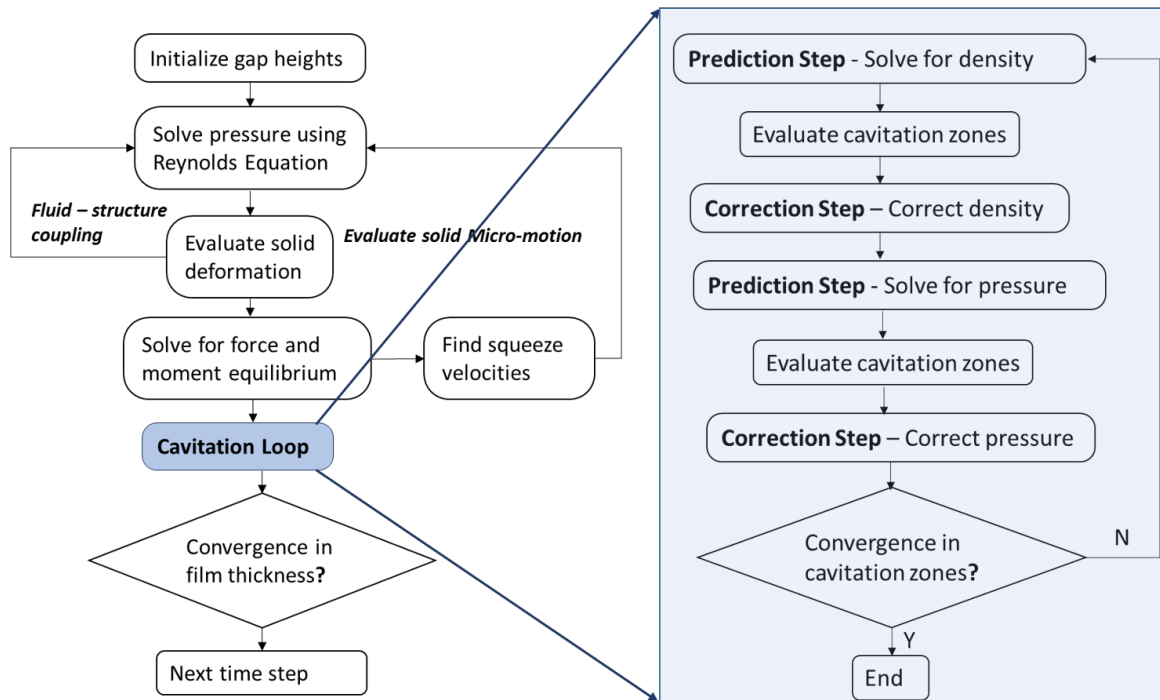 Initialize gap heights
Solve pressure using
Reynolds Equation
Fluid – structure
coupling
Evaluate solid Micro-motion
Evaluate solid
deformation
Solve for force and
moment equilibrium
Find squeeze
velocities
Cavitation Loop
Convergence in
film thickness?
Next time step
Prediction Step - Solve for density
Evaluate cavitation zones
Correction Step – Correct density
Prediction Step - Solve for pressure
Evaluate cavitation zones
Correction Step – Correct pressure
Convergence in
cavitation zones?
N
Y
End